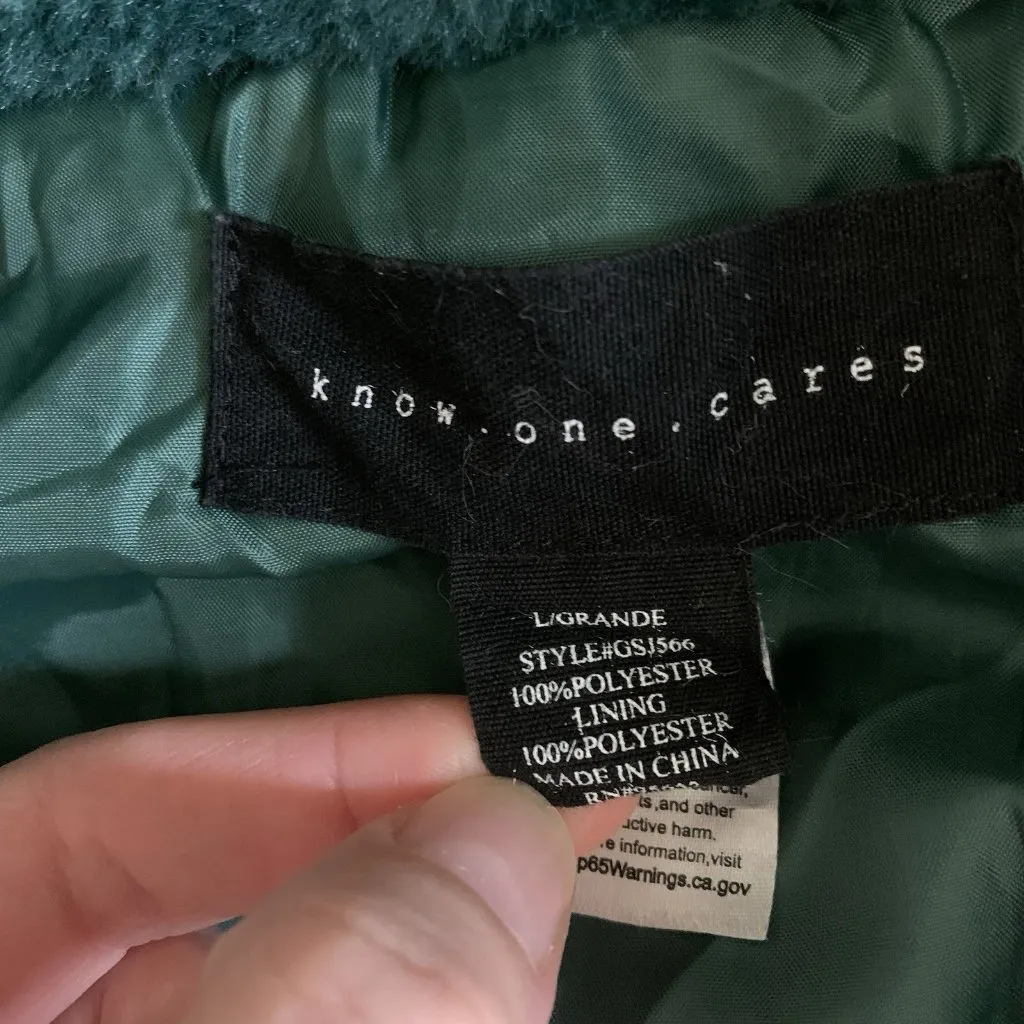 know.one.cares
L/GRANDE
STYLE#GSJ566
100%POLYESTER
LINING
100%POLYESTER
MADE IN CHINA
RN#
ts,and other
uctive harm.
e information,visit
p65Warnings.ca.gov